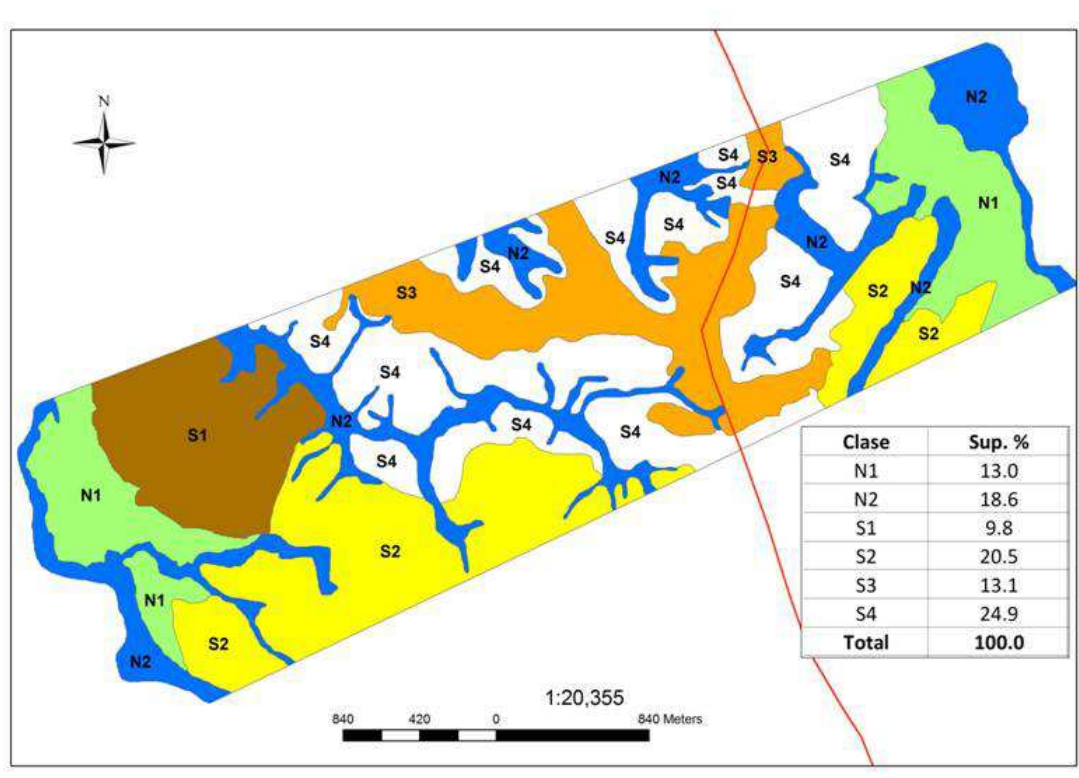 N
N2
S4
S3
S4
N2
S4
N1
S4
S4
N2
N2
S4
S4
S3
S2
N2
S4
S2
S4
S1
N2
S4
S4
S4
N1
S2
N1
S2
N2
Clase Sup. %
N1 13.0
N2 18.6
S1 9.8
S2 20.5
S3 13.1
S4 24.9
Total 100.0
1:20,355
840 420 0 840 Meters